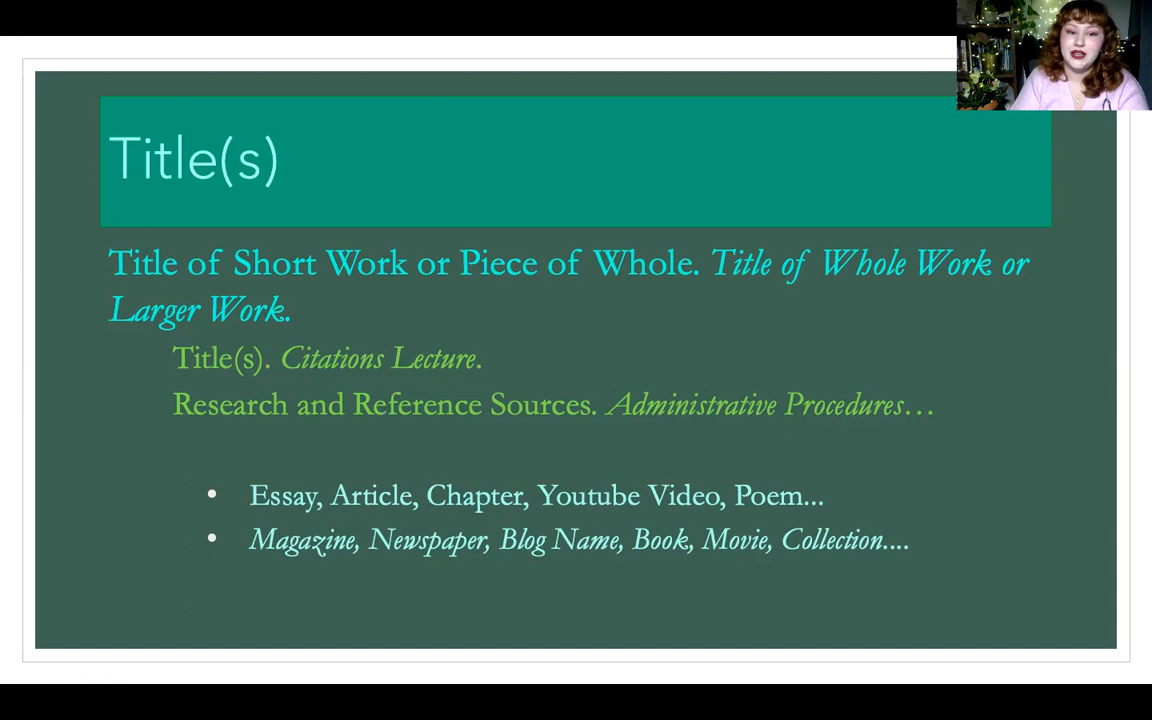 Title(s)
Title of Short Work or Piece of Whole. Title of Whole Work or
Larger Work.
Title(s). Citations Lecture.
Research and Reference Sources. Administrative Procedures…
• Essay, Article, Chapter, Youtube Video, Poem...
• Magazine, Newspaper, Blog Name, Book, Movie, Collection....